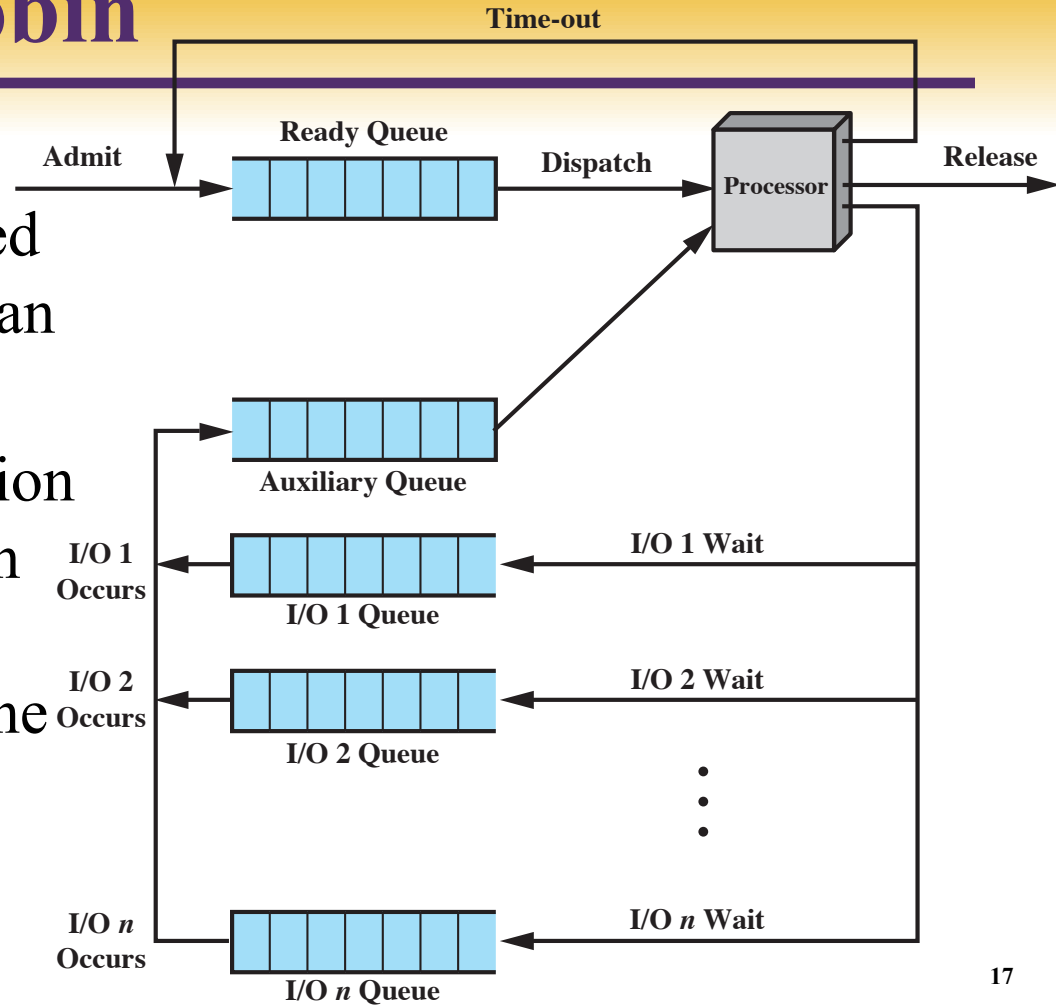 obin
Time-out
Ready Queue
Admit
Dispatch
Processor
Release
ed
an
Auxiliary Queue
ion
n
I/O 1
Occurs
I/O 1 Wait
I/O 1 Queue
I/O 2
Occurs
ne
I/O 2 Wait
I/O 2 Queue
I/O n
Occurs
I/O n Wait
I/O n Queue
17